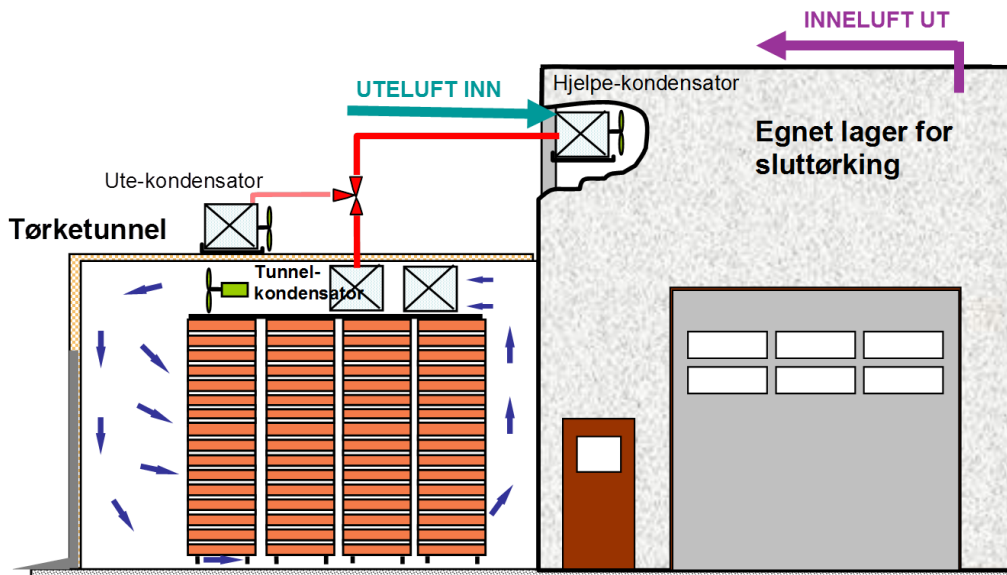 INNELUFT UT
UTELUFT INN
Hjelpe-kondensator
Egnet lager for
sluttørking
Ute-kondensator
Tørketunnel
Tunnel-
kondensator